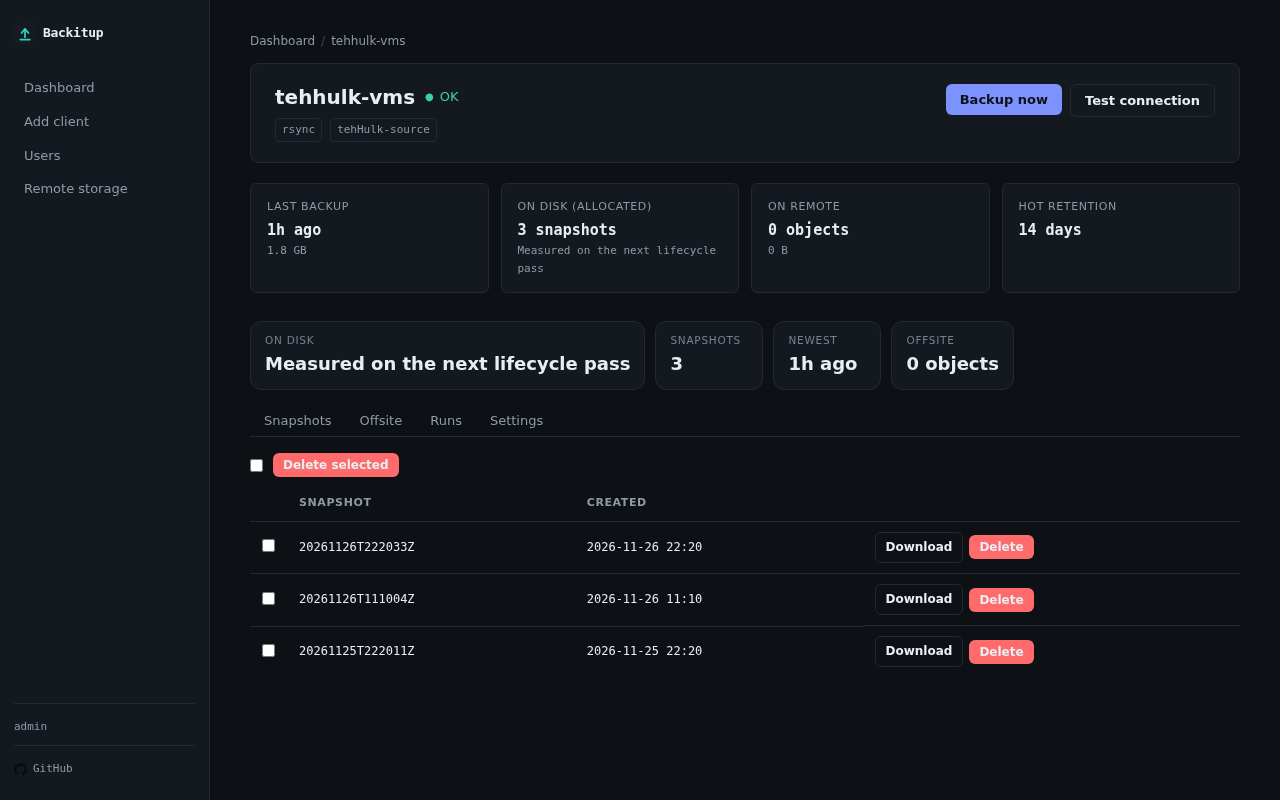 Backitup
Dashboard
Add client
Users
Remote storage
admin
GitHub
Dashboard / tehhulk-vms
tehhulk-vms ● OK
rsync tehHulk-source
Backup now Test connection
LAST BACKUP
1h ago
1.8 GB
ON DISK (ALLOCATED)
3 snapshots
Measured on the next lifecycle
pass
ON REMOTE
0 objects
0 B
HOT RETENTION
14 days
ON DISK
Measured on the next lifecycle pass
SNAPSHOTS
3
NEWEST
1h ago
OFFSITE
0 objects
Snapshots Offsite Runs Settings
Delete selected
SNAPSHOT CREATED
20261126T222033Z 2026-11-26 22:20 Download Delete
20261126T111004Z 2026-11-26 11:10 Download Delete
20261125T222011Z 2026-11-25 22:20 Download Delete